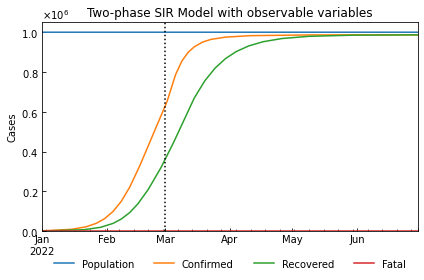 Two-phase SIR Model with observable variables
×10⁶
1.0
0.8
0.6
0.4
0.2
0.0
Cases
Jan Feb Mar Apr May Jun
2022
Population Confirmed Recovered Fatal